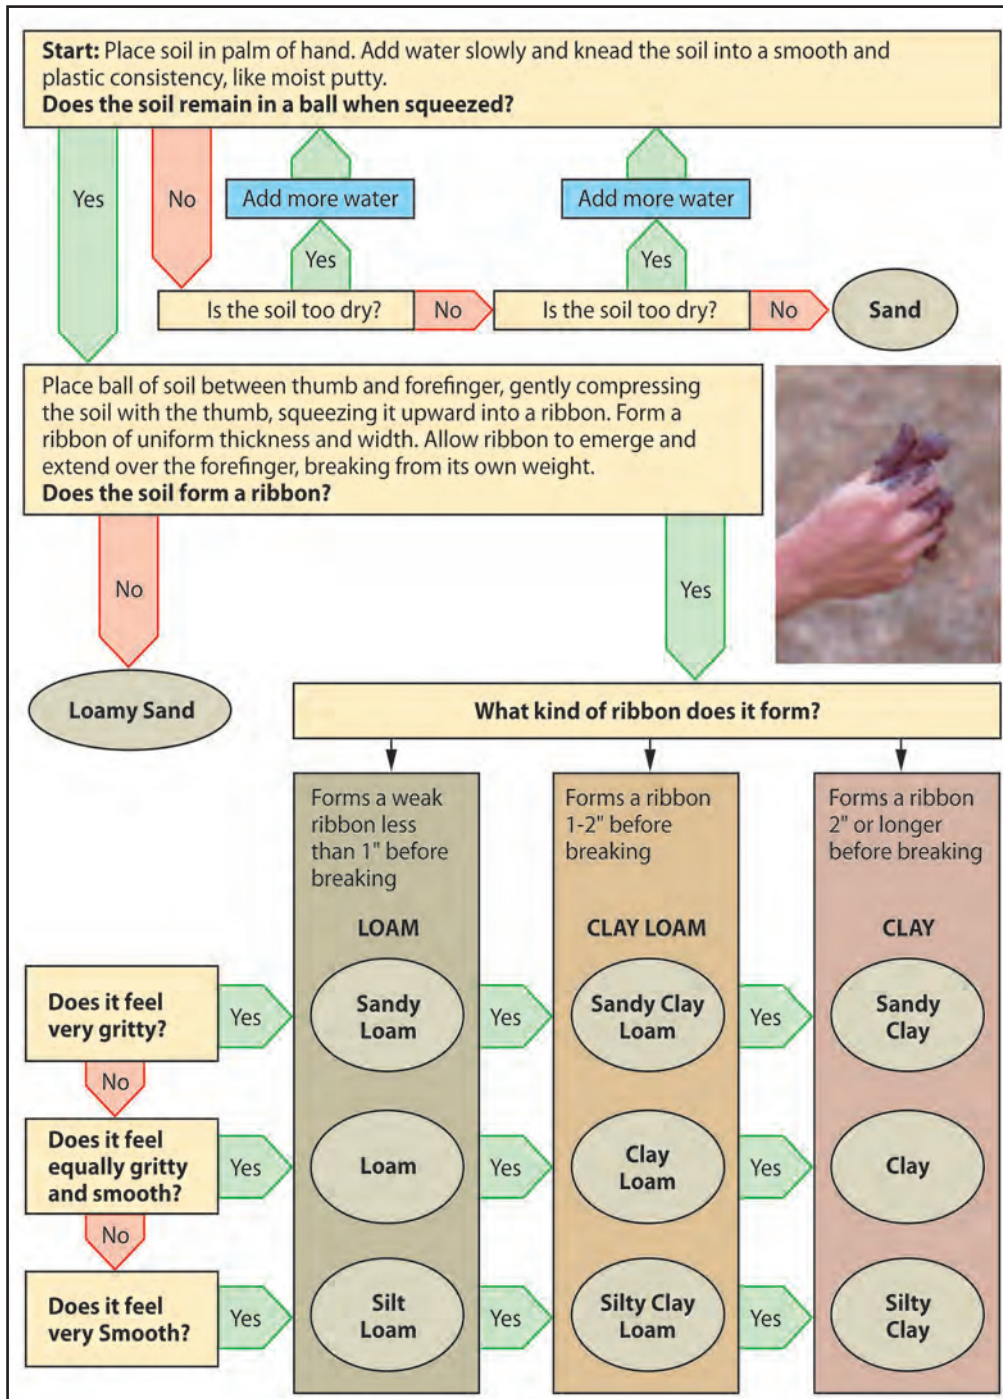 Start: Place soil in palm of hand. Add water slowly and knead the soil into a smooth and
plastic consistency, like moist putty.
Does the soil remain in a ball when squeezed?
Yes
No
Add more water
Add more water
Yes
Yes
Is the soil too dry?
No
Is the soil too dry?
No
Sand
Place ball of soil between thumb and forefinger, gently compressing
the soil with the thumb, squeezing it upward into a ribbon. Form a
ribbon of uniform thickness and width. Allow ribbon to emerge and
extend over the forefinger, breaking from its own weight.
Does the soil form a ribbon?
No
Yes
Loamy Sand
What kind of ribbon does it form?
Forms a weak
ribbon less
than 1" before
breaking
LOAM
Forms a ribbon
1-2" before
breaking
CLAY LOAM
Forms a ribbon
2" or longer
before breaking
CLAY
Does it feel
very gritty?
Yes
Sandy
Loam
Yes
Sandy Clay
Loam
Yes
Sandy
Clay
No
Does it feel
equally gritty
and smooth?
Yes
Loam
Yes
Clay
Loam
Yes
Clay
No
Does it feel
very Smooth?
Yes
Silt
Loam
Yes
Silty Clay
Loam
Yes
Silty
Clay